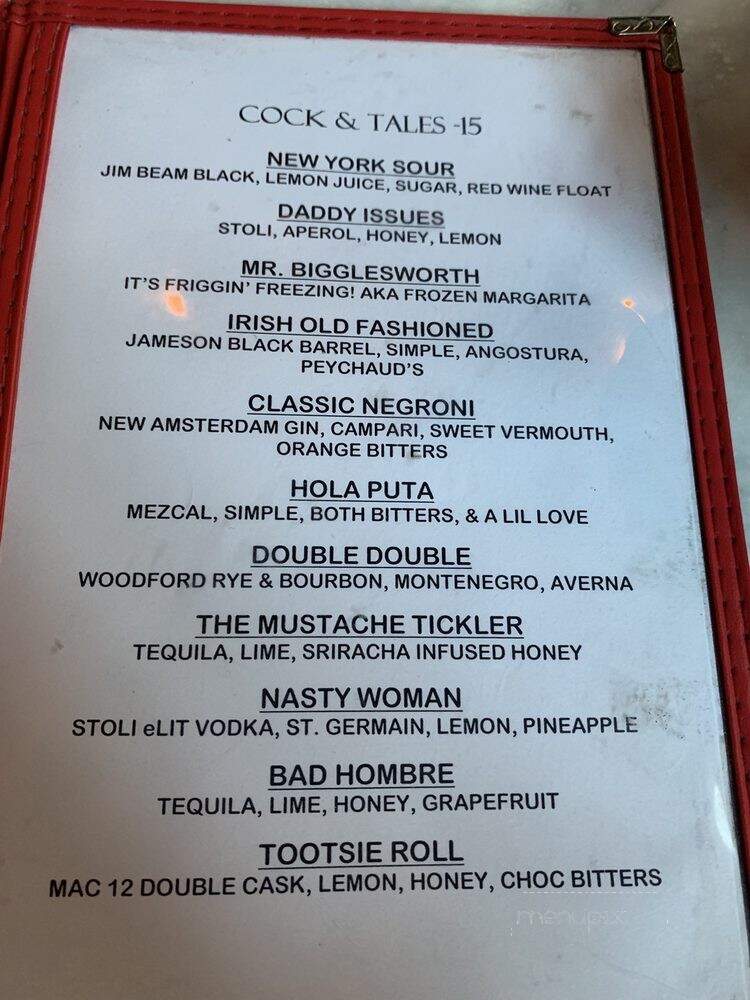 COCK & TALES -15
NEW YORK SOUR
JIM BEAM BLACK, LEMON JUICE, SUGAR, RED WINE FLOAT
DADDY ISSUES
STOLI, APEROL, HONEY, LEMON
MR. BIGGLESWORTH
IT'S FRIGGIN' FREEZING! AKA FROZEN MARGARITA
IRISH OLD FASHIONED
JAMESON BLACK BARREL, SIMPLE, ANGOSTURA,
PEYCHAUD'S
CLASSIC NEGRONI
NEW AMSTERDAM GIN, CAMPARI, SWEET VERMOUTH,
ORANGE BITTERS
HOLA PUTA
MEZCAL, SIMPLE, BOTH BITTERS, & A LIL LOVE
DOUBLE DOUBLE
WOODFORD RYE & BOURBON, MONTENEGRO, AVERNA
THE MUSTACHE TICKLER
TEQUILA, LIME, SRIRACHA INFUSED HONEY
NASTY WOMAN
STOLI eLIT VODKA, ST. GERMAIN, LEMON, PINEAPPLE
BAD HOMBRE
TEQUILA, LIME, HONEY, GRAPEFRUIT
TOOTSIE ROLL
MAC 12 DOUBLE CASK, LEMON, HONEY, CHOC BITTERS
menupix